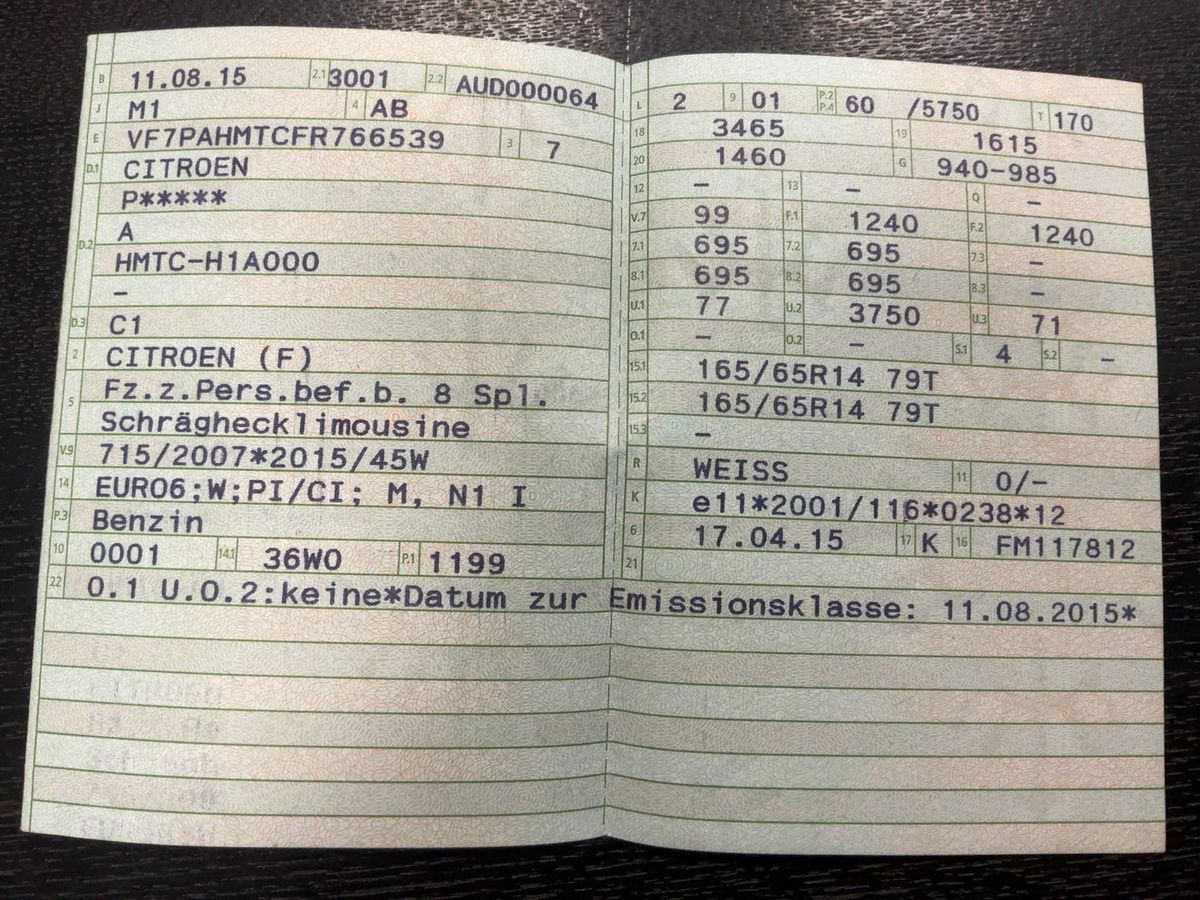 B 11.08.15 2.1 3001 2.2 AUD000064
J M1 4 AB
E VF7PAHMTCFR766539 3 7
D.1 CITROEN
P*****
D.2 A
HMTC-H1A000
–
D.3 C1
2 CITROEN (F)
5 Fz.z.Pers.bef.b. 8 Spl.
Schräghecklimousine
V.9 715/2007*2015/45W
14 EURO6;W;PI/CI; M, N1 I
P.3 Benzin
10 0001 14.1 36WO P.1 1199
L 2 9 01 P.2 P.4 60 /5750 T 170
18 3465 19 1615
20 1460 G 940-985
12 – 13 – Q –
V.7 99 F.1 1240 F.2 1240
7.1 695 7.2 695 7.3 –
8.1 695 8.2 695 8.3 –
U.1 77 U.2 3750 U.3 71
O.1 – O.2 – S.1 4 S.2 –
15.1 165/65R14 79T
15.2 165/65R14 79T
15.3 –
R WEISS 11 0/-
K e11*2001/116*0238*12
6 17.04.15 17 K 16 FM117812
21
22 O.1 U.O.2:keine*Datum zur Emissionsklasse: 11.08.2015*